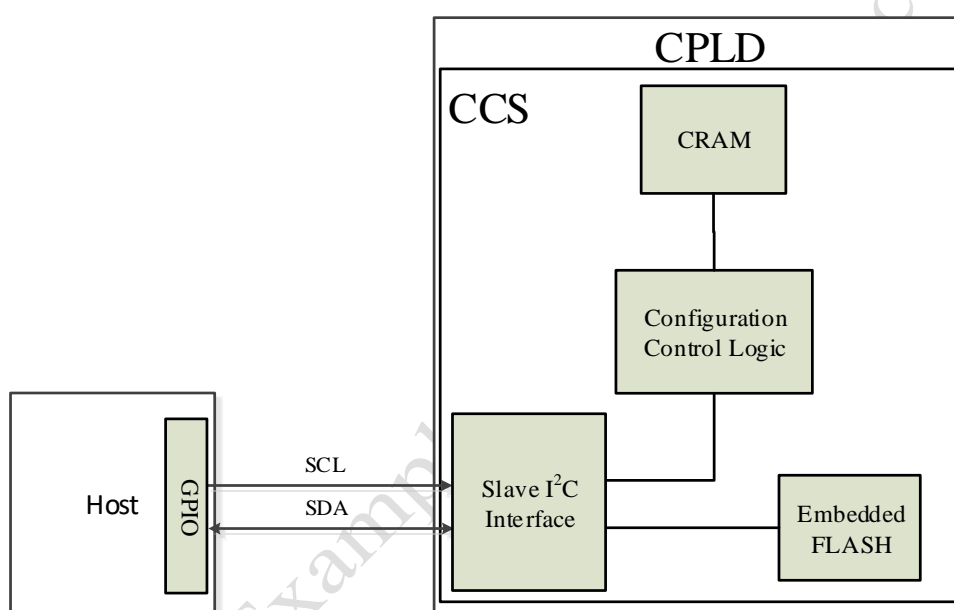 CPLD
CCS
CRAM
Configuration
Control Logic
Host
GPIO
SCL
SDA
Slave I²C
Interface
Embedded
FLASH